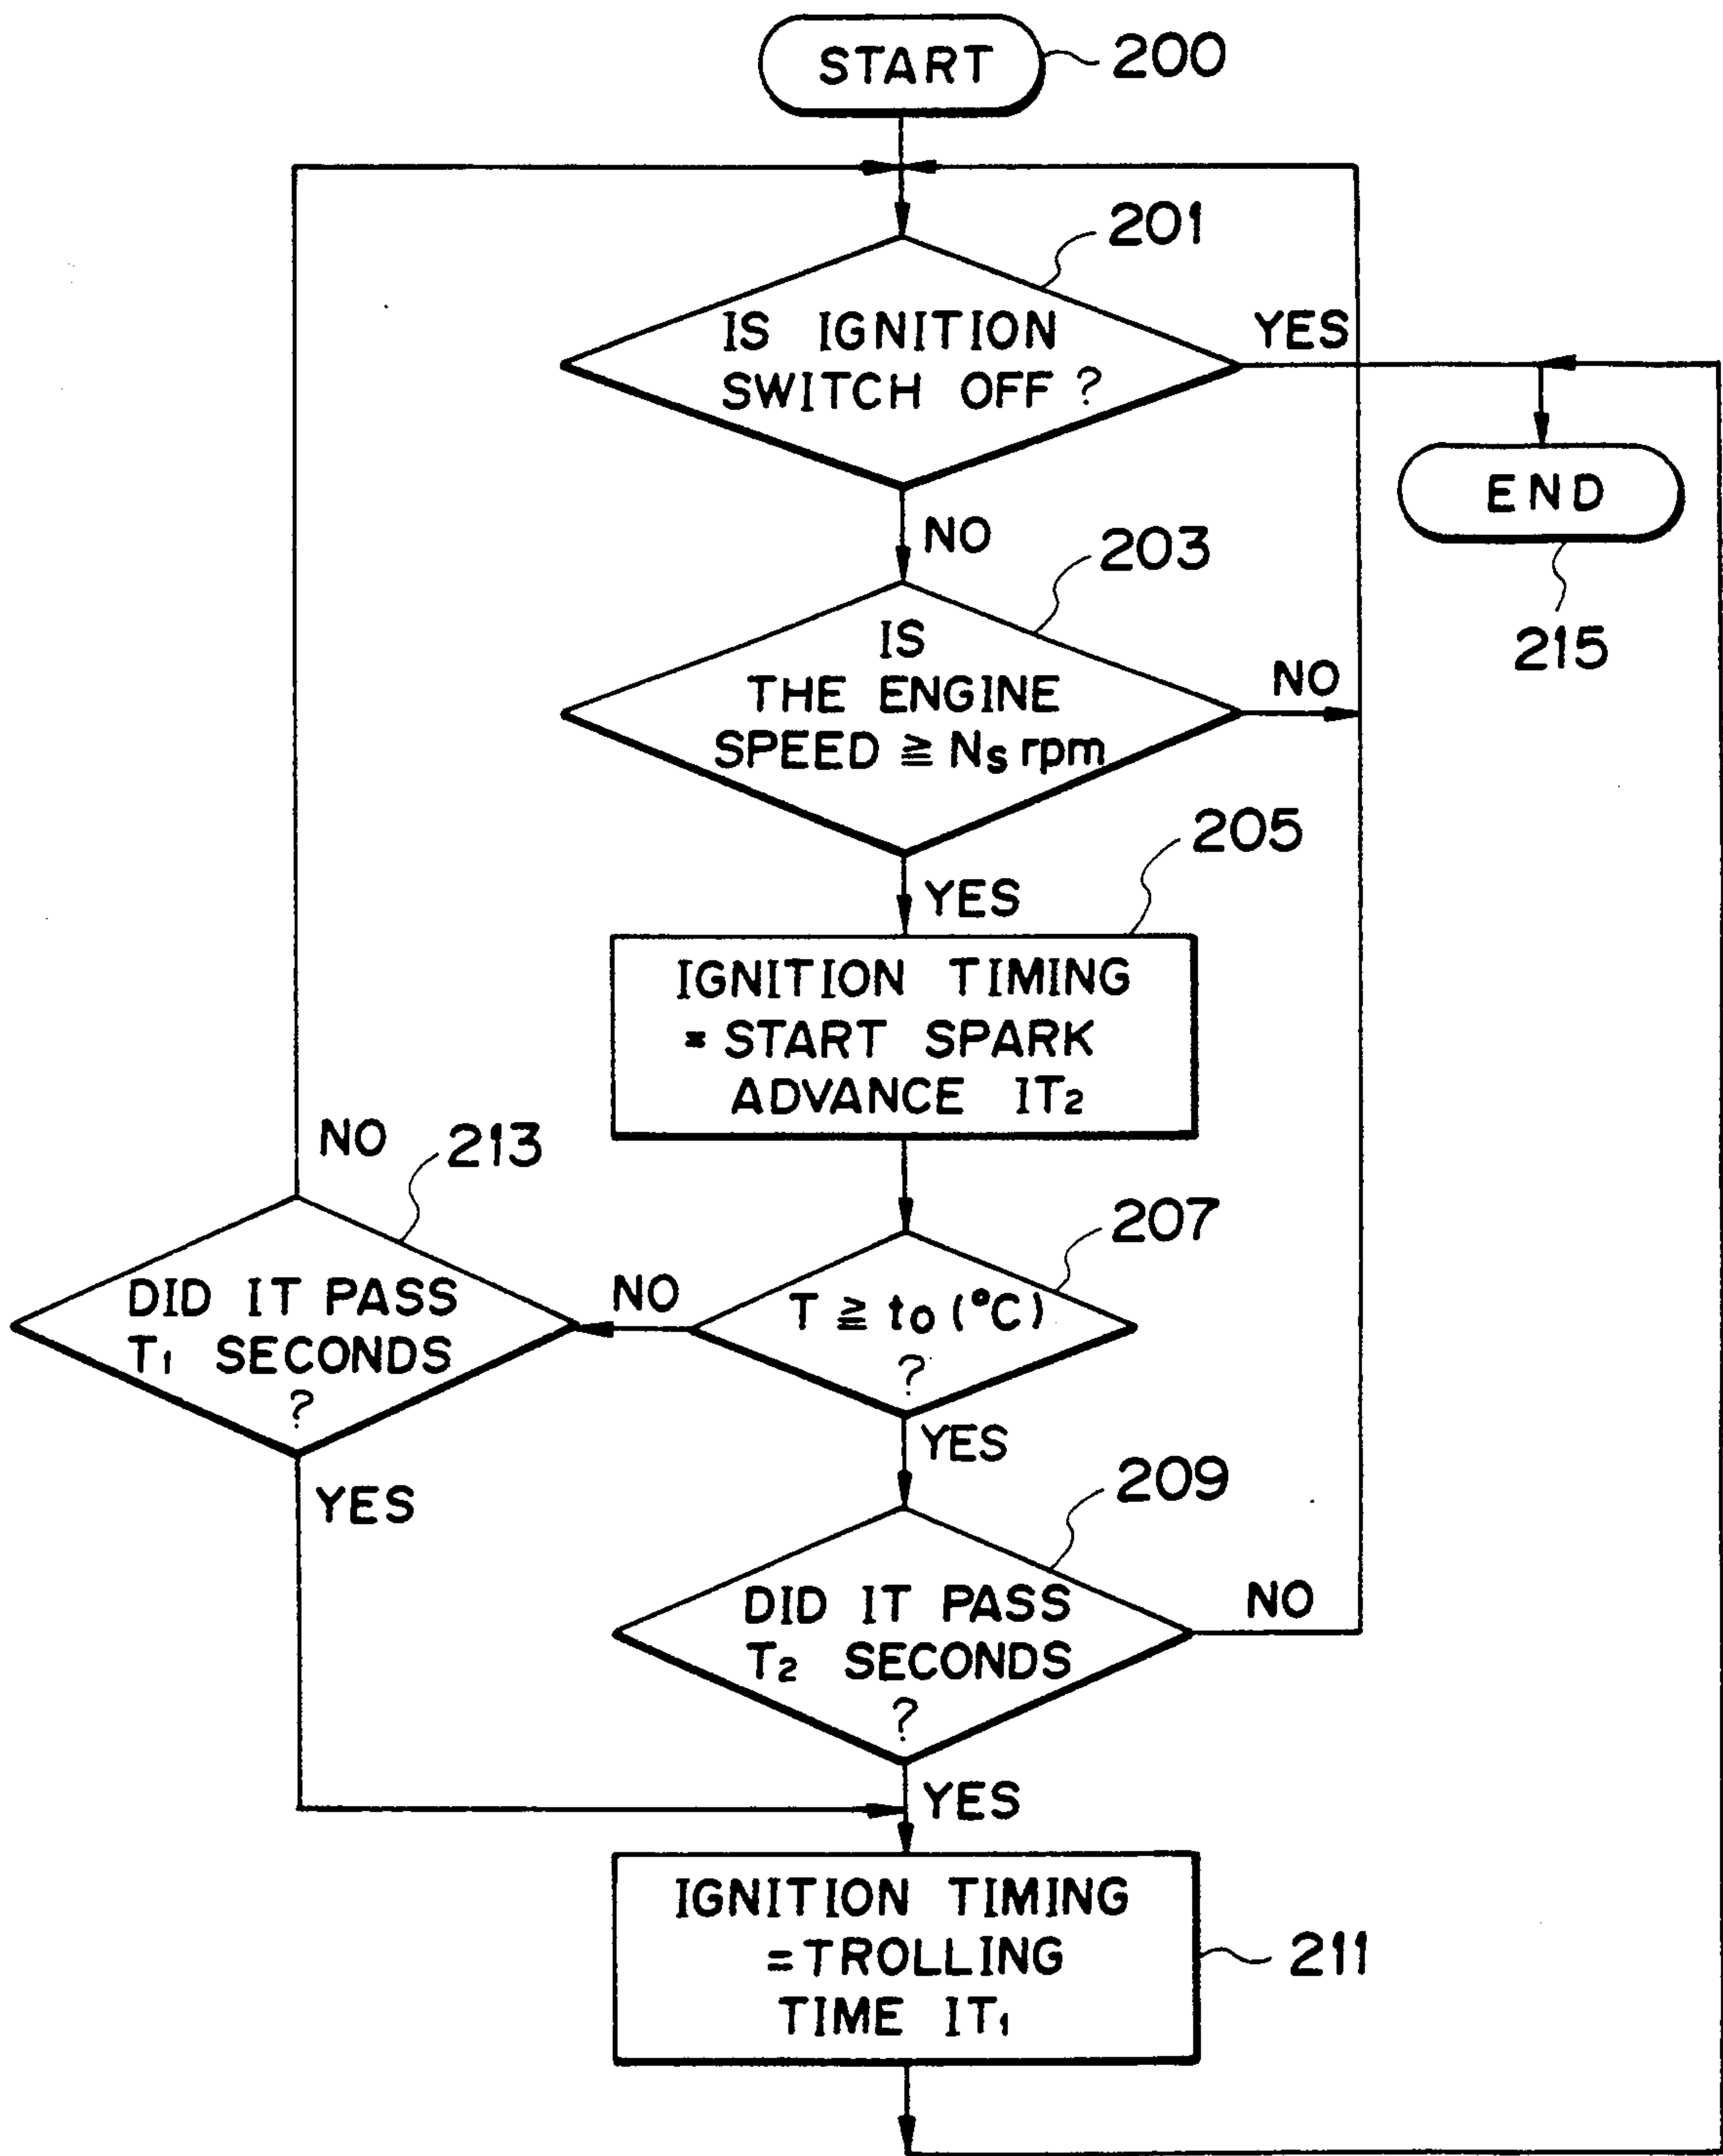 START
200
201
IS IGNITION
SWITCH OFF ?
YES
END
215
NO
203
IS
THE ENGINE
SPEED ≧ Ns rpm
NO
YES
205
IGNITION TIMING
= START SPARK
ADVANCE IT₂
NO
213
DID IT PASS
T₁ SECONDS
?
YES
207
NO
T ≧ to (°C)
?
YES
209
DID IT PASS
T₂ SECONDS
?
NO
YES
IGNITION TIMING
= TROLLING
TIME IT₁
211